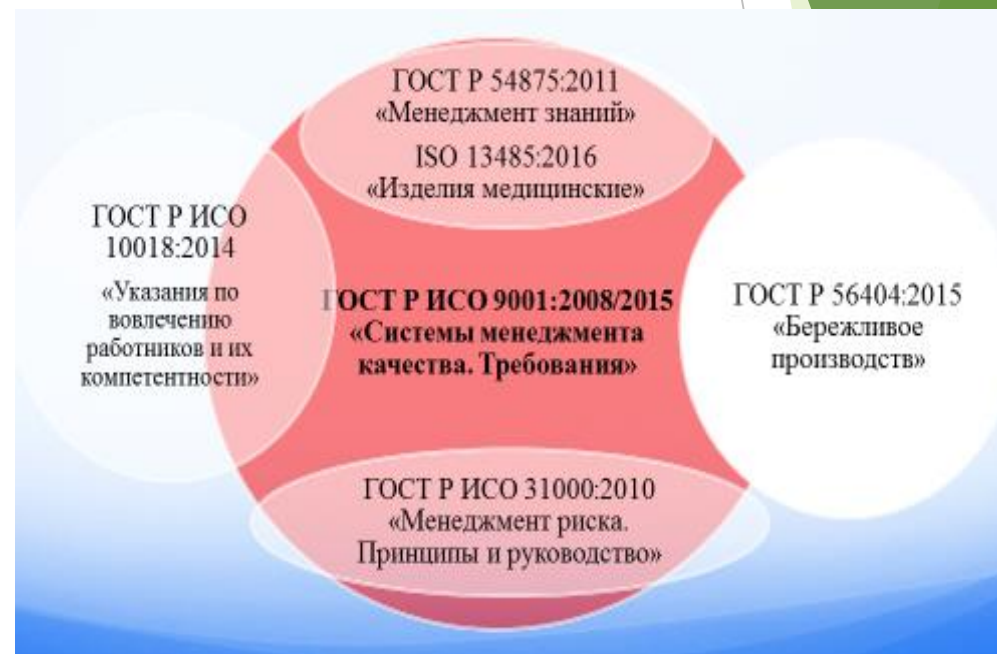 ГОСТ Р 54875:2011
«Менеджмент знаний»
ISO 13485:2016
«Изделия медицинские»
ГОСТ Р ИСО
10018:2014
«Указания по
вовлечению
работников и их
компетентности»
ГОСТ Р ИСО 9001:2008/2015
«Системы менеджмента
качества. Требования»
ГОСТ Р 56404:2015
«Бережливое
производств»
ГОСТ Р ИСО 31000:2010
«Менеджмент риска.
Принципы и руководство»